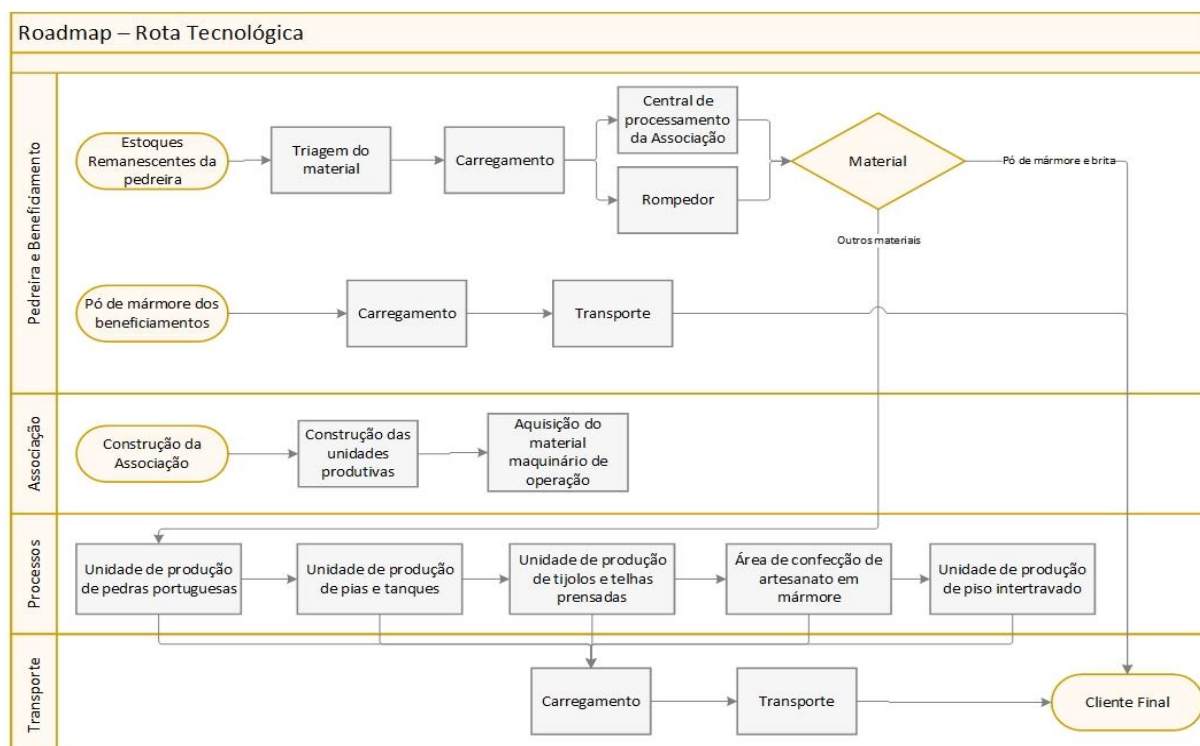 Roadmap – Rota Tecnológica
Pedreira e Benefidamento
Estoques
Remanescentes da
pedreira
Triagem do
material
Carregamento
Central de
processamento
da Associação
Rompedor
Material
Pó de mármore e brita
Outros materiais
Pó de mármore dos
beneficiamentos
Carregamento
Transporte
Associação
Construção da
Associação
Construção das
unidades
produtivas
Aquisição do
material
maquinário de
operação
Processos
Unidade de produção
de pedras portuguesas
Unidade de produção
de pias e tanques
Unidade de produção
de tijolos e telhas
prensadas
Área de confecção de
artesanato em
mármore
Unidade de produção
de piso intertravado
Transporte
Carregamento
Transporte
Cliente Final